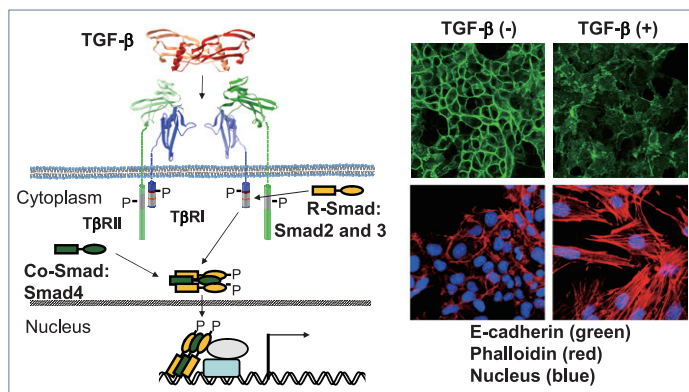 TGF-β
P
P
P
P
Cytoplasm
TβRII
TβRI
R-Smad:
Smad2 and 3
Co-Smad:
Smad4
P
P
Nucleus
P P
TGF-β (-)
TGF-β (+)
E-cadherin (green)
Phalloidin (red)
Nucleus (blue)